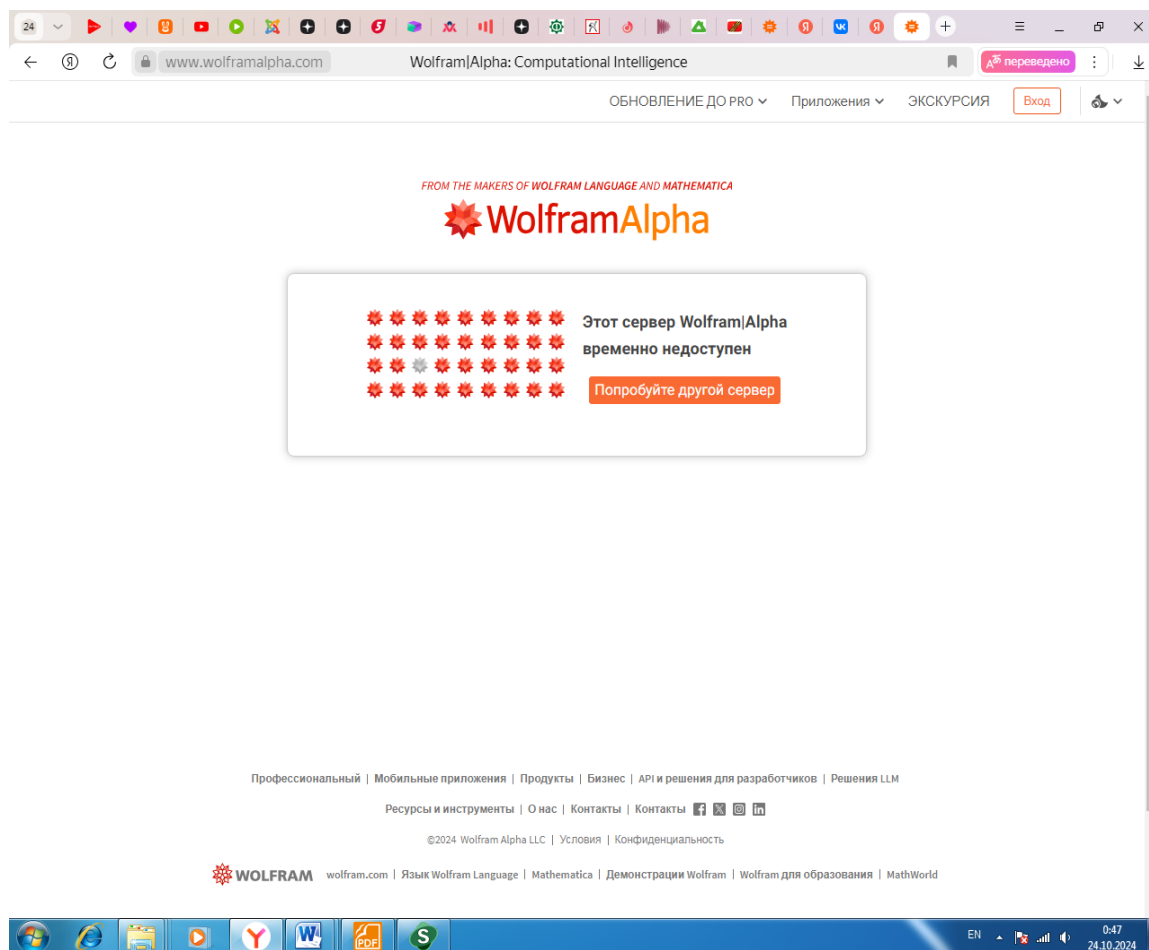 24
www.wolframalpha.com Wolfram|Alpha: Computational Intelligence переведено
ОБНОВЛЕНИЕ ДО PRO Приложения ЭКСКУРСИЯ Вход
FROM THE MAKERS OF WOLFRAM LANGUAGE AND MATHEMATICA
WolframAlpha
Этот сервер Wolfram|Alpha
временно недоступен
Попробуйте другой сервер
Профессиональный | Мобильные приложения | Продукты | Бизнес | API и решения для разработчиков | Решения LLM
Ресурсы и инструменты | О нас | Контакты | Контакты
©2024 Wolfram Alpha LLC | Условия | Конфиденциальность
WOLFRAM wolfram.com | Язык Wolfram Language | Mathematica | Демонстрации Wolfram | Wolfram для образования | MathWorld
EN 0:47
24.10.2024